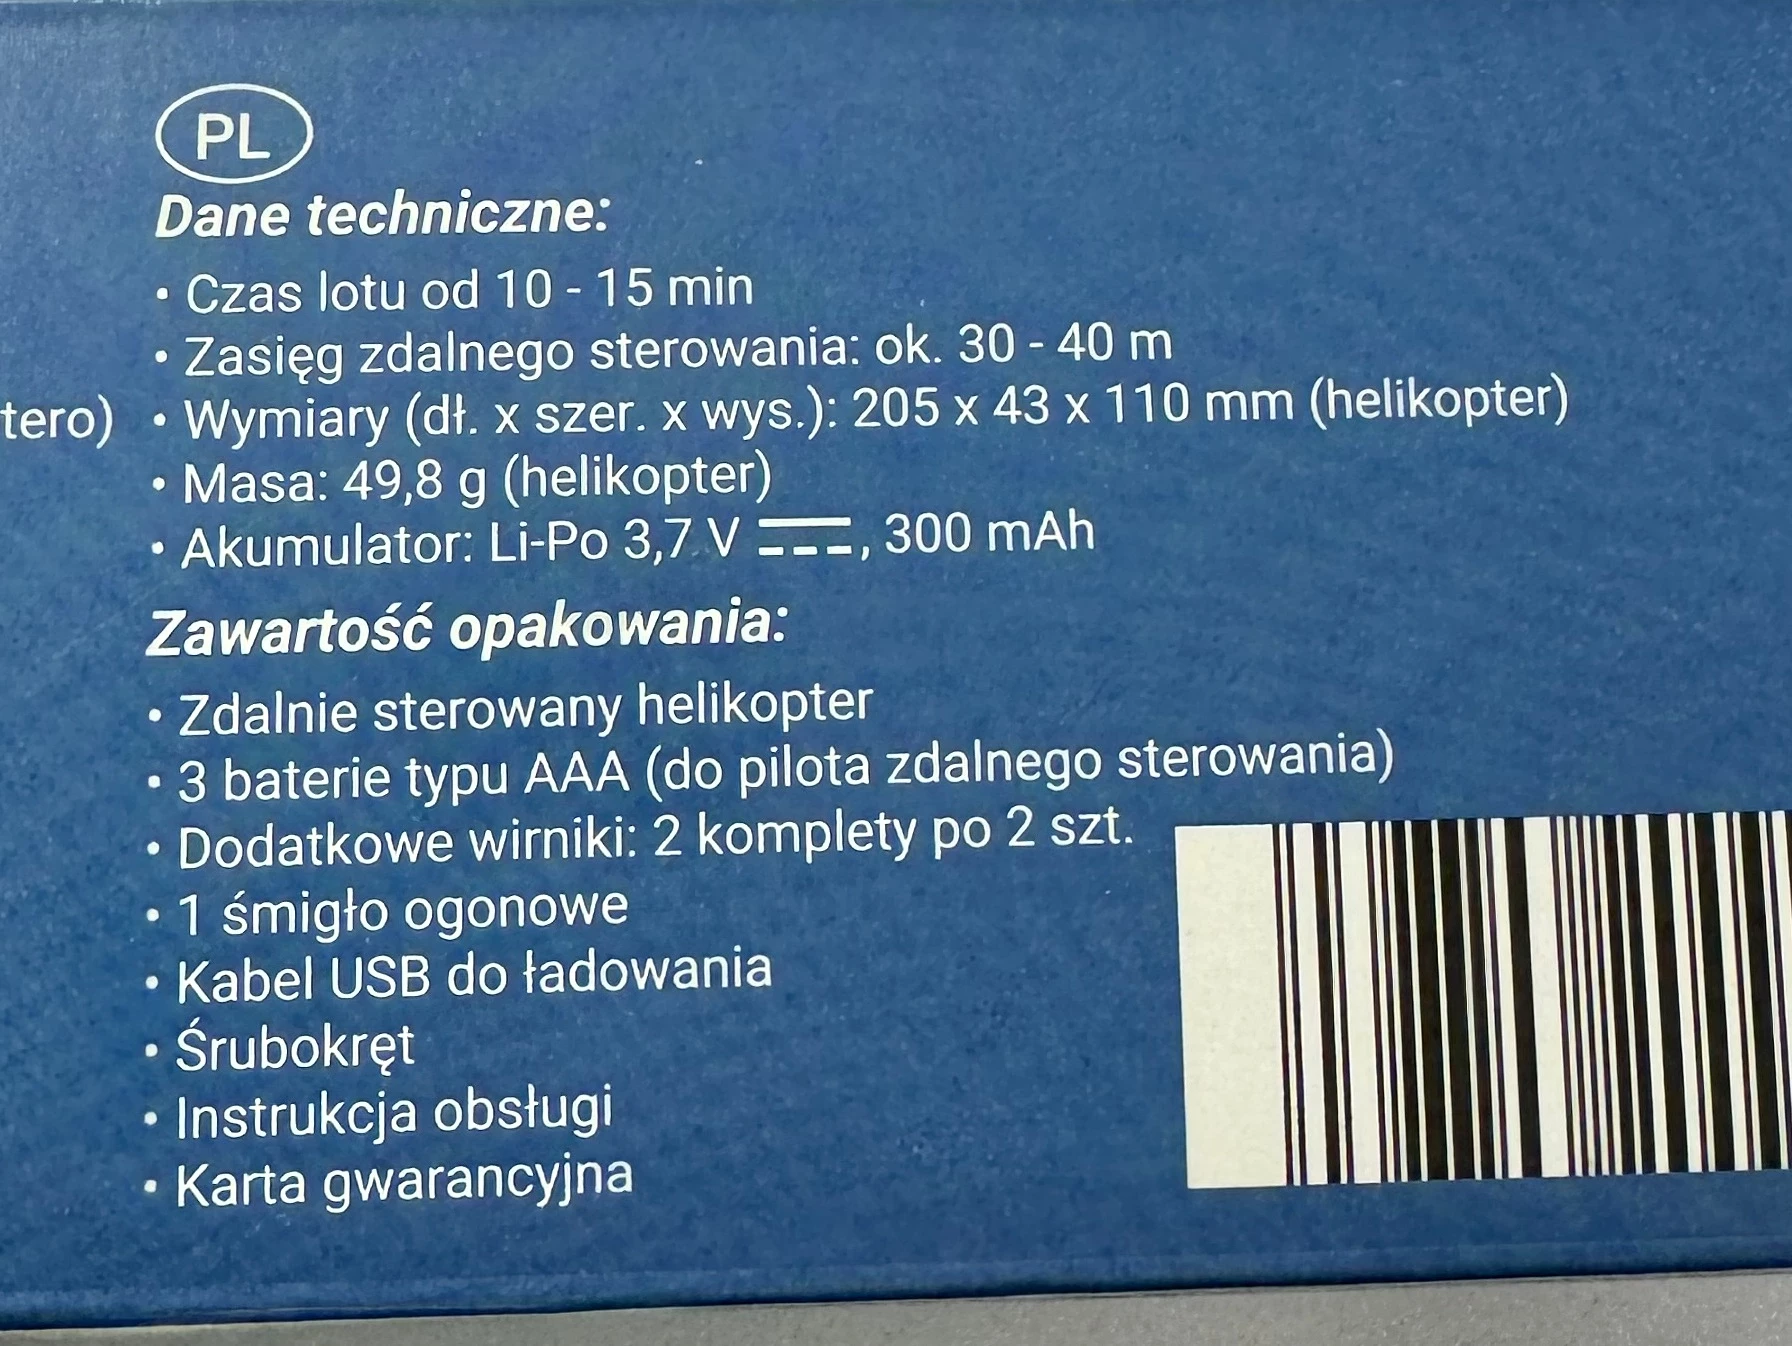 PL
Dane techniczne:
• Czas lotu od 10 - 15 min
• Zasięg zdalnego sterowania: ok. 30 - 40 m
tero)
• Wymiary (dł. x szer. x wys.): 205 x 43 x 110 mm (helikopter)
• Masa: 49,8 g (helikopter)
• Akumulator: Li-Po 3,7 V ⎓, 300 mAh
Zawartość opakowania:
• Zdalnie sterowany helikopter
• 3 baterie typu AAA (do pilota zdalnego sterowania)
• Dodatkowe wirniki: 2 komplety po 2 szt.
• 1 śmigło ogonowe
• Kabel USB do ładowania
• Śrubokręt
• Instrukcja obsługi
• Karta gwarancyjna